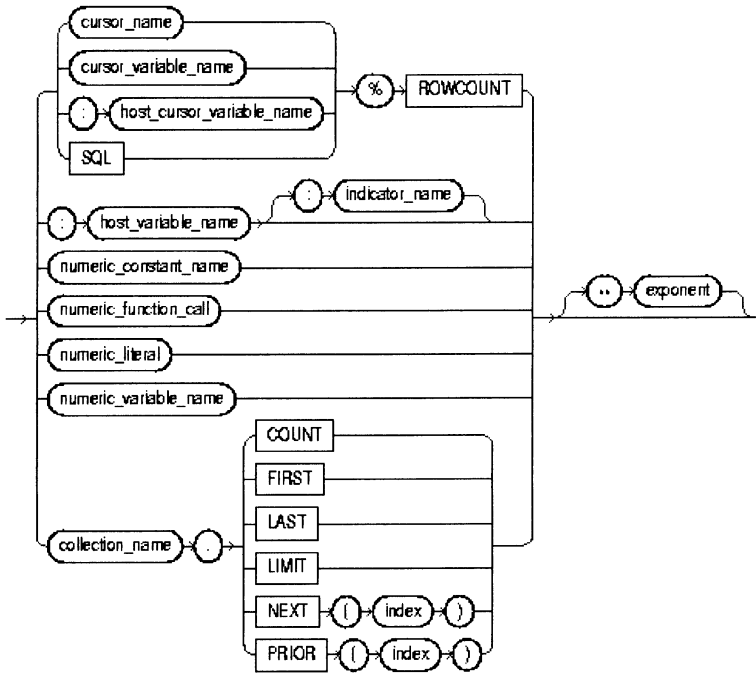 cursor_name
cursor_variable_name
: host_cursor_variable_name
SQL
% ROWCOUNT
: host_variable_name : indicator_name
numeric_constant_name
numeric_function_call
numeric_literal
numeric_variable_name
** exponent
collection_name .
COUNT
FIRST
LAST
LIMIT
NEXT ( index )
PRIOR ( index )